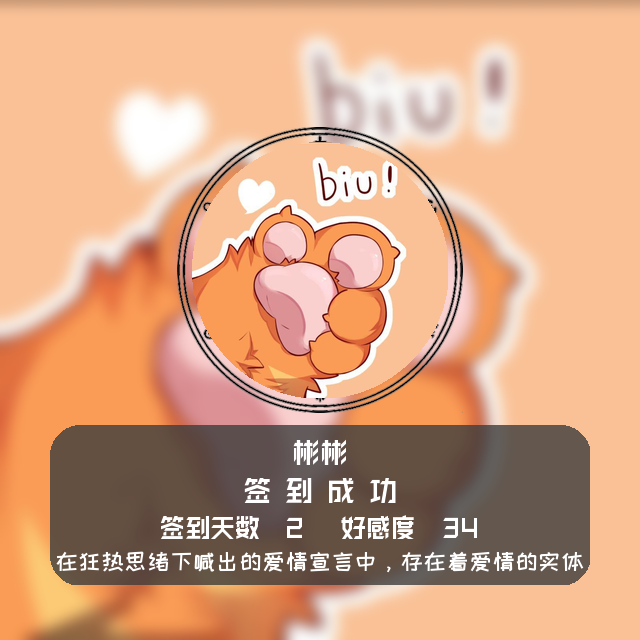 biu!
biu!
彬彬
签到成功
签到天数 2 好感度 34
在狂热思绪下喊出的爱情宣言中，存在着爱情的实体